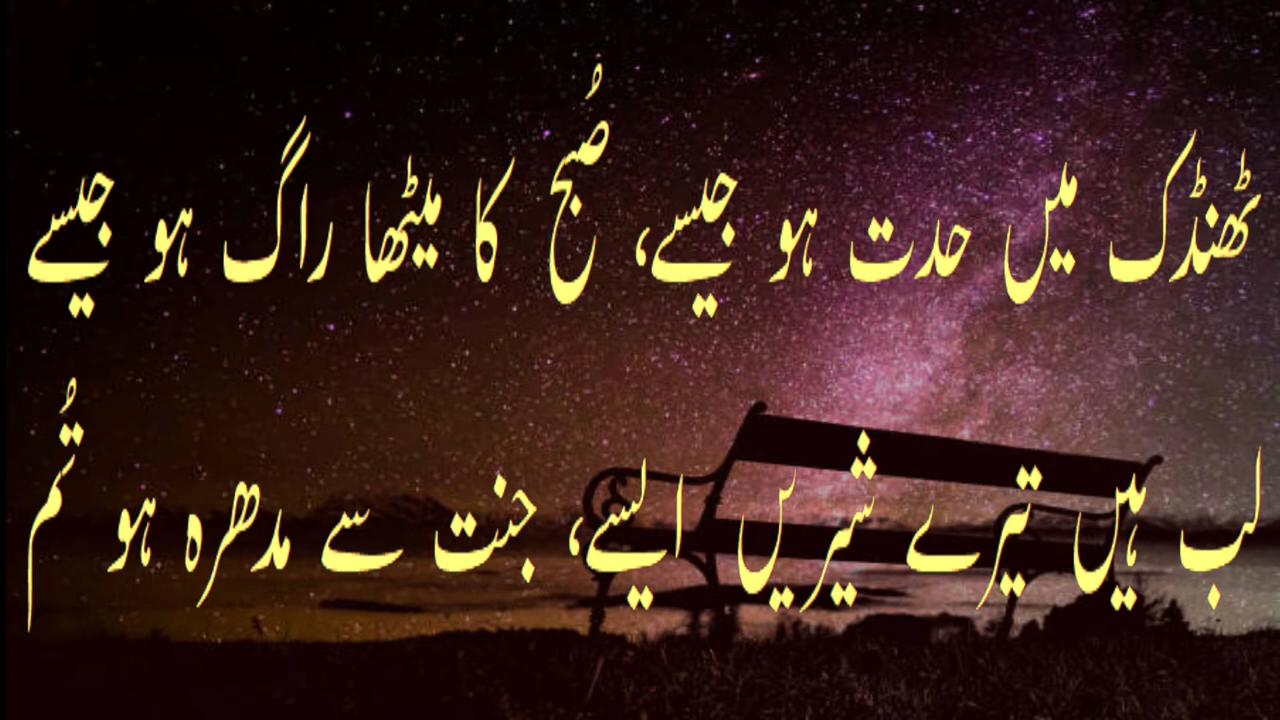 ٹھنڈک میں حدت ہو جیسے، صُبح کا میٹھا راگ ہو جیسے
لب ہیں تیرے شیریں ایسے، جنت سے مدھرہ ہو تُم